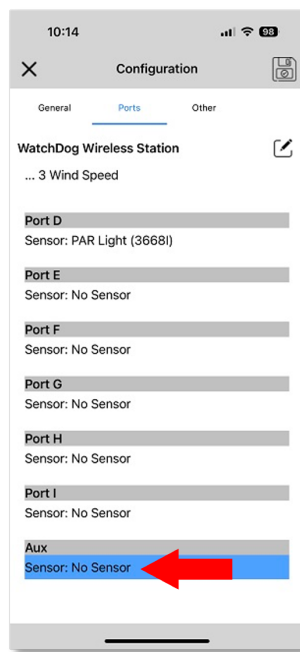 10:14
98
Configuration
General Ports Other
WatchDog Wireless Station
... 3 Wind Speed
Port D
Sensor: PAR Light (3668I)
Port E
Sensor: No Sensor
Port F
Sensor: No Sensor
Port G
Sensor: No Sensor
Port H
Sensor: No Sensor
Port I
Sensor: No Sensor
Aux
Sensor: No Sensor